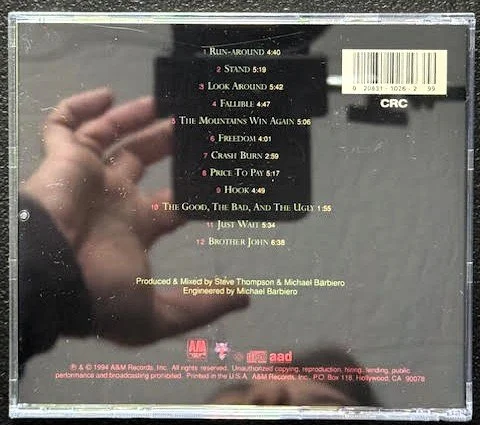 1 RUN-AROUND 4:40
2 STAND 5:19
3 LOOK AROUND 5:42
4 FALLIBLE 4:47
5 THE MOUNTAINS WIN AGAIN 5:06
6 FREEDOM 4:01
7 CRASH BURN 2:59
8 PRICE TO PAY 5:17
9 HOOK 4:49
10 THE GOOD, THE BAD, AND THE UGLY 1:55
11 JUST WAIT 5:34
12 BROTHER JOHN 6:38
CRC
Produced & Mixed by Steve Thompson & Michael Barbiero
Engineered by Michael Barbiero
A&M aad
℗ & © 1994 A&M Records, Inc. All rights reserved. Unauthorized copying, reproduction, hiring, lending, public
performance and broadcasting prohibited. Printed in the U.S.A. A&M Records, Inc. P.O. Box 118, Hollywood, CA 90078